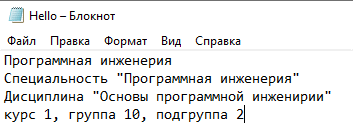 Hello – Блокнот
Файл Правка Формат Вид Справка
Программная инженерия
Специальность "Программная инженерия"
Дисциплина "Основы программной инженирии"
курс 1, группа 10, подгруппа 2